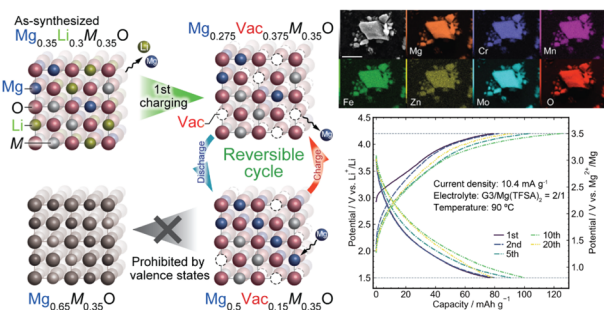 As-synthesized
Mg0.35Li0.3M0.35O
Li
Mg
Mg
O
Li
M
1st
charging
Mg0.275Vac0.375M0.35O
Vac
Mg
Discharge
Reversible
cycle
Charge
Prohibited by
valence states
Mg
Mg0.65M0.35O
Mg0.5Vac0.15M0.35O
Mg
Cr
Mn
Fe
Zn
Mo
O
Potential / V vs. Li+/Li
4.5
4.0
3.5
3.0
2.5
2.0
1.5
Current density: 10.4 mA g-1
Electrolyte: G3/Mg(TFSA)2 = 2/1
Temperature: 90 ºC
1st
2nd
5th
10th
20th
3.5
3.0
2.5
2.0
1.5
1.0
Potential / V vs. Mg2+/Mg
0
20
40
60
80
100
120
Capacity / mAh g-1